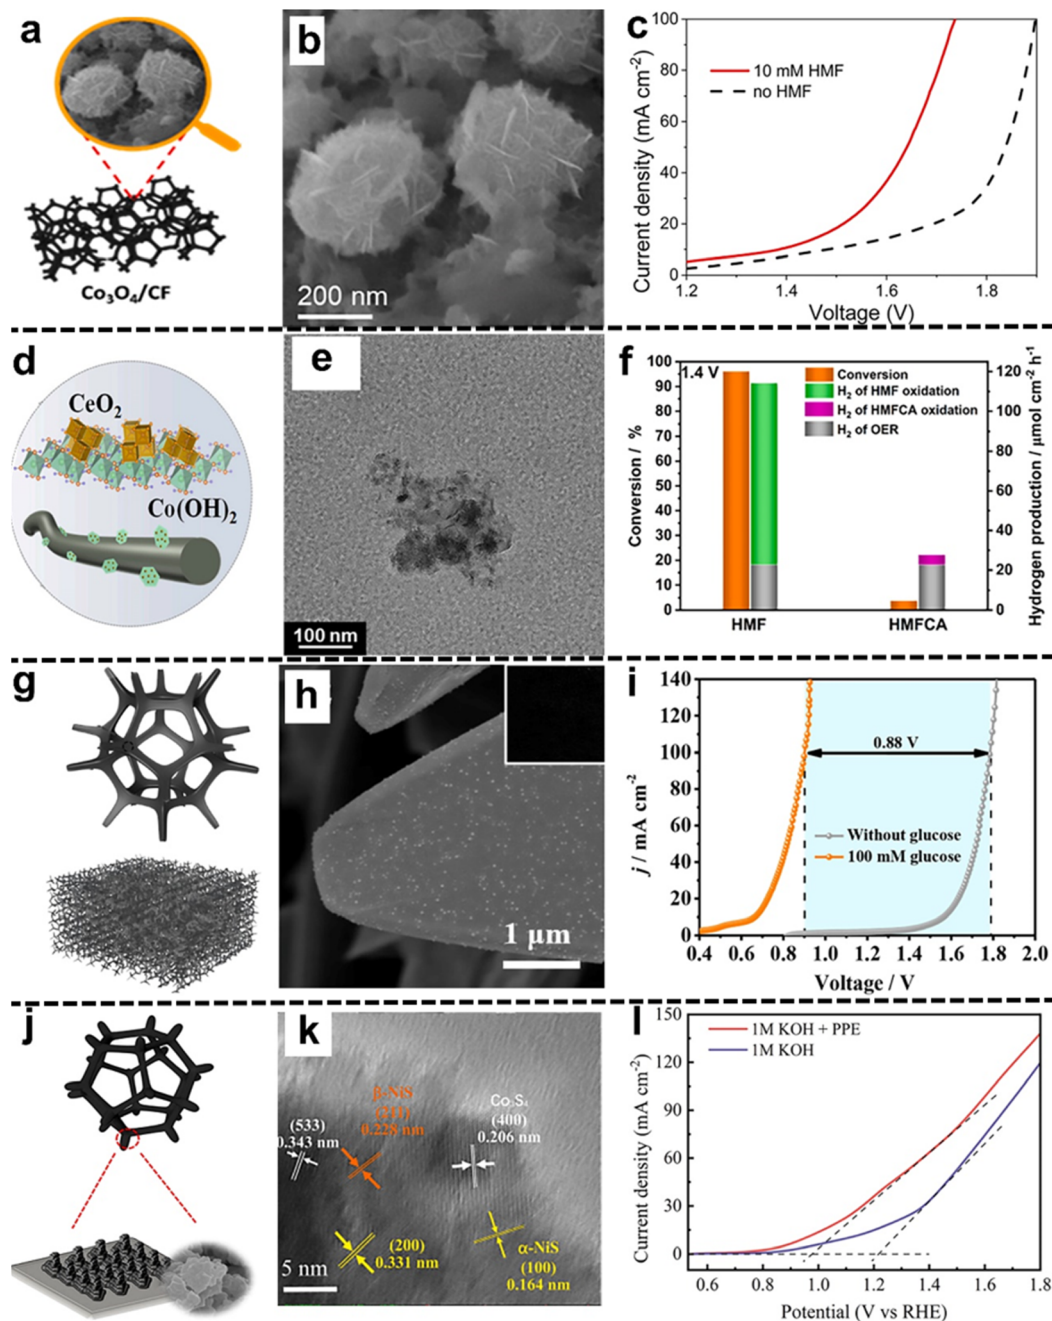 a
Co₃O₄/CF
b
200 nm
c
Current density (mA cm⁻²)
100
80
60
40
20
0
10 mM HMF
no HMF
1.2
1.4
1.6
1.8
Voltage (V)
d
CeO₂
Co(OH)₂
e
100 nm
f
Conversion / %
100
90
80
70
60
50
40
30
20
10
0
1.4 V
Conversion
H₂ of HMF oxidation
H₂ of HMFCA oxidation
H₂ of OER
HMF
HMFCA
120
100
80
60
40
20
0
Hydrogen production / μmol cm⁻² h⁻¹
g
h
1 μm
i
j / mA cm⁻²
140
120
100
80
60
40
20
0
0.88 V
Without glucose
100 mM glucose
0.4
0.6
0.8
1.0
1.2
1.4
1.6
1.8
2.0
Voltage / V
j
k
(533)
0.343 nm
β-NiS
(211)
0.228 nm
(400)
0.206 nm
(200)
0.331 nm
α-NiS
(100)
0.164 nm
5 nm
l
Current density (mA cm⁻²)
150
120
90
60
30
0
1M KOH + PPE
1M KOH
0.6
0.8
1.0
1.2
1.4
1.6
1.8
Potential (V vs RHE)